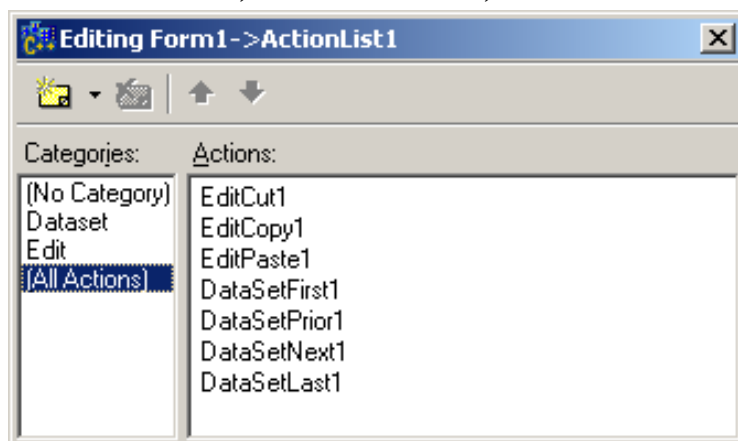 Editing Form1->ActionList1
Categories: Actions:
(No Category)
Dataset
Edit
(All Actions)
EditCut1
EditCopy1
EditPaste1
DataSetFirst1
DataSetPrior1
DataSetNext1
DataSetLast1